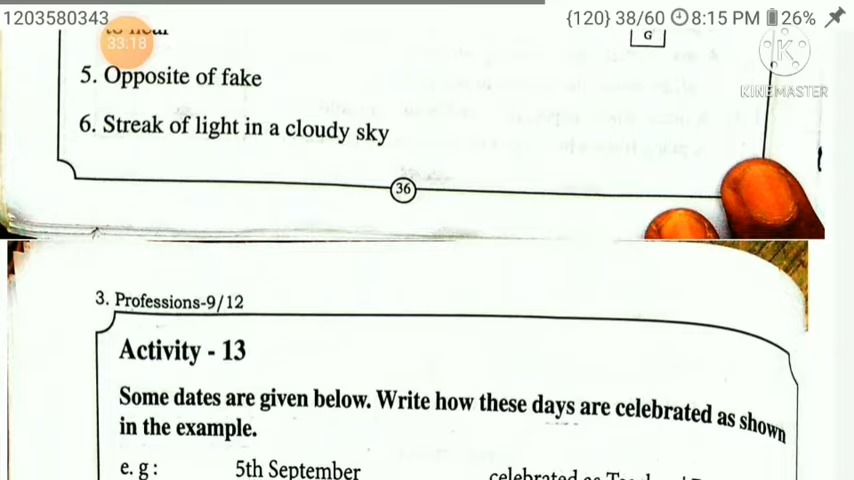 1203580343
{120} 38/60 8:15 PM 26%
to hear
33.18
G
KINEMASTER
5. Opposite of fake
6. Streak of light in a cloudy sky
36
3. Professions-9/12
Activity - 13
Some dates are given below. Write how these days are celebrated as shown
in the example.
e. g : 5th September celebrated as